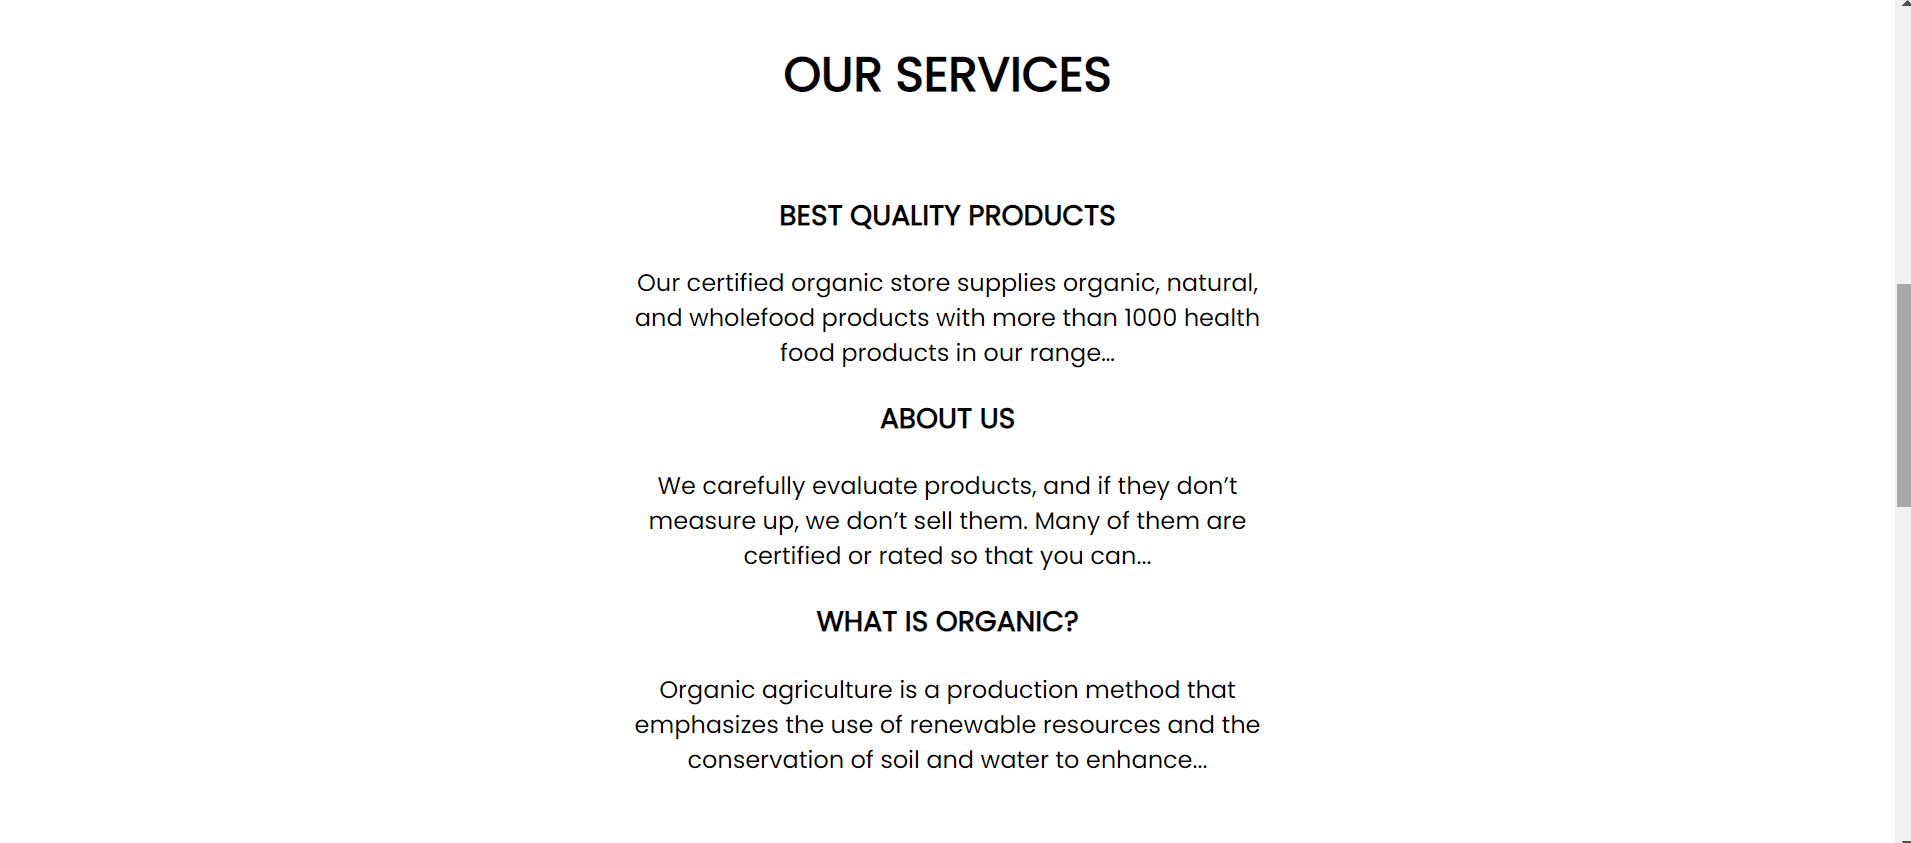 OUR SERVICES
BEST QUALITY PRODUCTS
Our certified organic store supplies organic, natural,
and wholefood products with more than 1000 health
food products in our range...
ABOUT US
We carefully evaluate products, and if they don’t
measure up, we don’t sell them. Many of them are
certified or rated so that you can...
WHAT IS ORGANIC?
Organic agriculture is a production method that
emphasizes the use of renewable resources and the
conservation of soil and water to enhance...